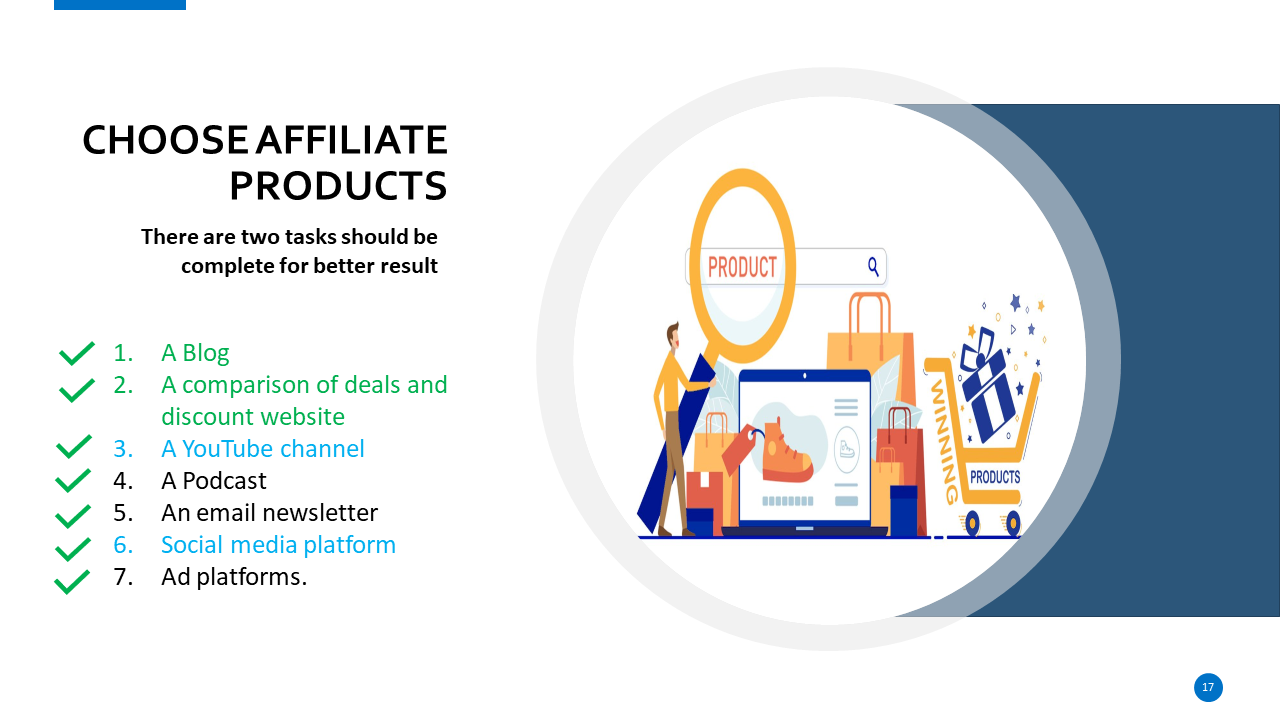 CHOOSE AFFILIATE
PRODUCTS
There are two tasks should be
complete for better result
1. A Blog
2. A comparison of deals and
discount website
3. A YouTube channel
4. A Podcast
5. An email newsletter
6. Social media platform
7. Ad platforms.
PRODUCT
WINNING
PRODUCTS
17